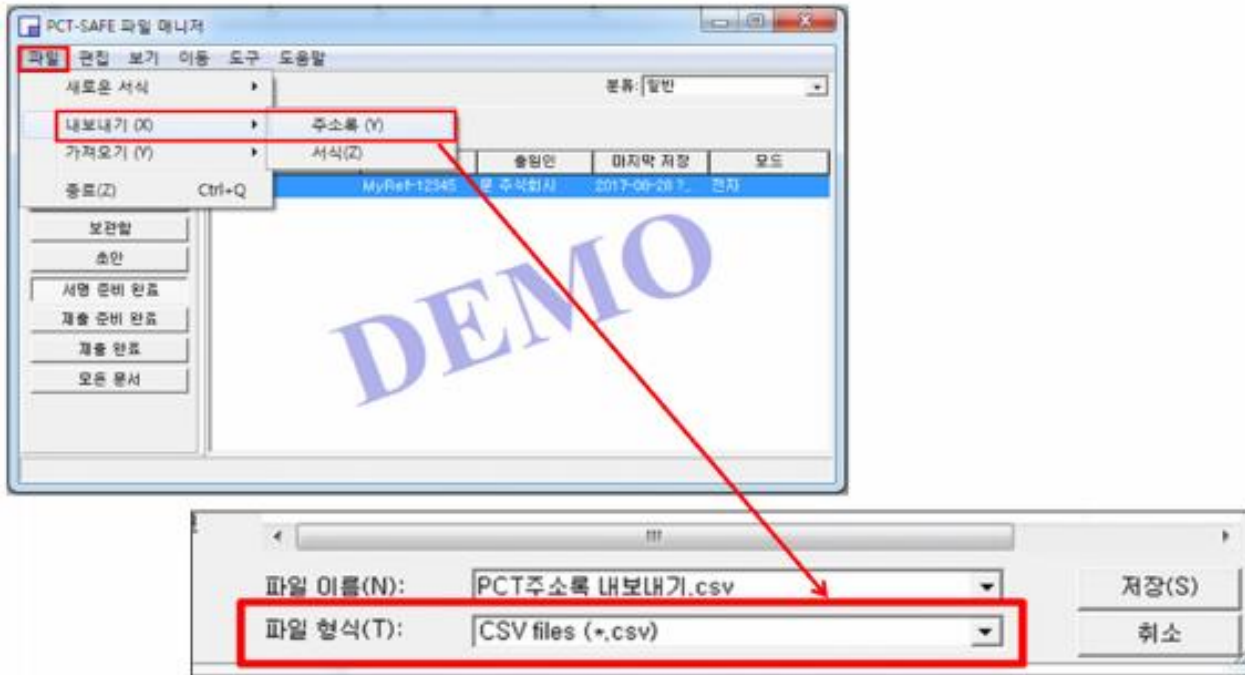 PCT-SAFE 파일 매니저
파일 편집 보기 이동 도구 도움말
새로운 서식
분류: 일반
내보내기 (X)
주소록 (Y)
가져오기 (Y)
서식(Z)
출원인 마지막 저장 모드
종료(Z) Ctrl+Q
MyRef-12345 주식회사 전자
보관함
초안
서명 준비 완료
제출 준비 완료
제출 완료
모든 문서
DEMO
파일 이름(N): PCT주소록 내보내기.csv 저장(S)
파일 형식(T): CSV files (*.csv) 취소